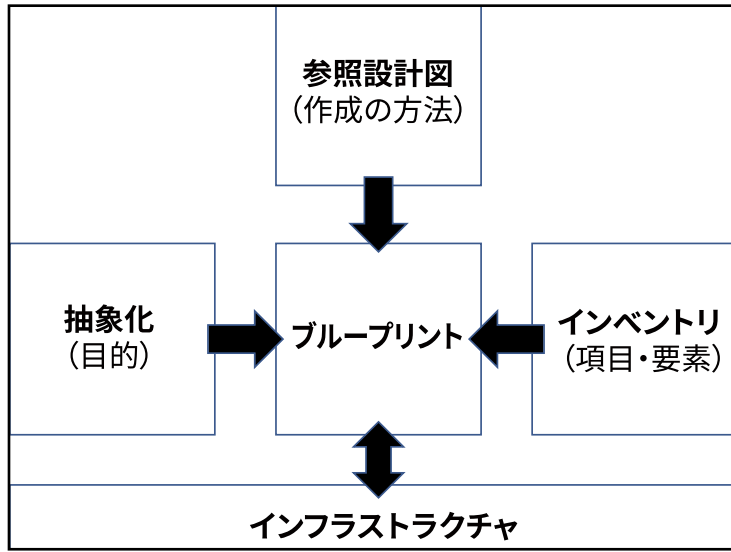 参照設計図
（作成の方法）
抽象化
（目的）
ブループリント
インベントリ
（項目・要素）
インフラストラクチャ